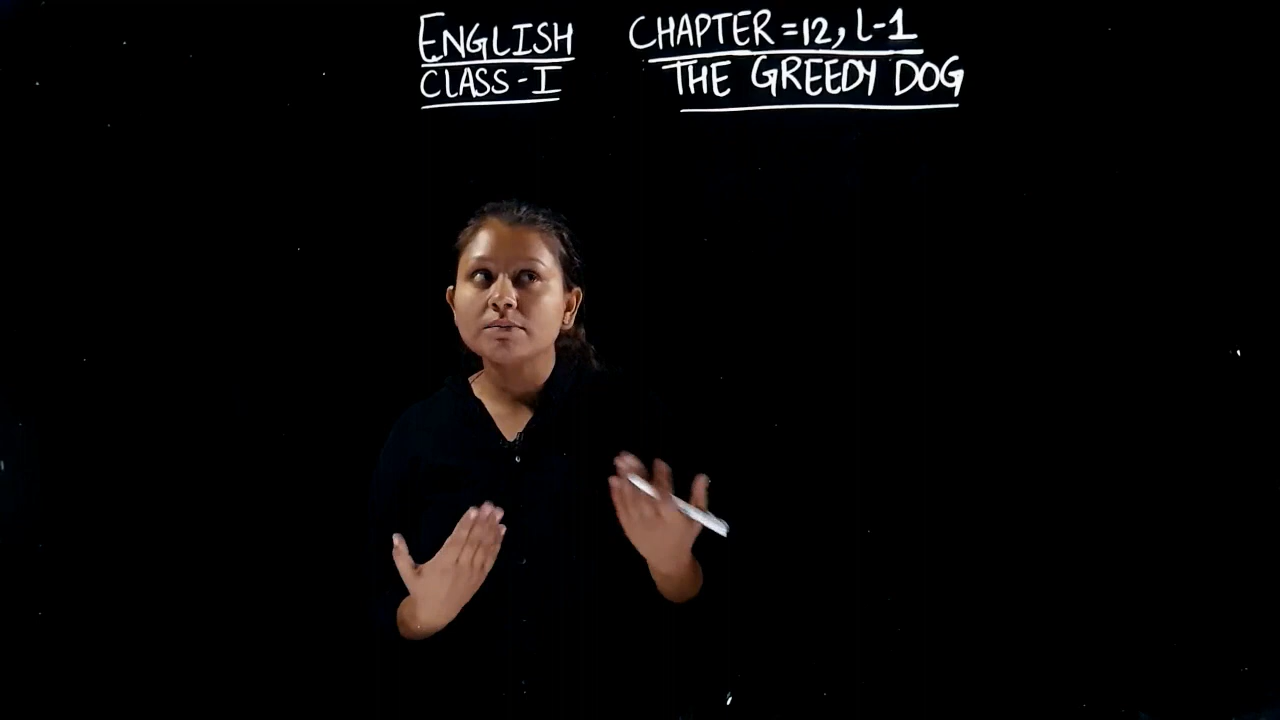 ENGLISH
CLASS-I
CHAPTER=12, L-1
THE GREEDY DOG